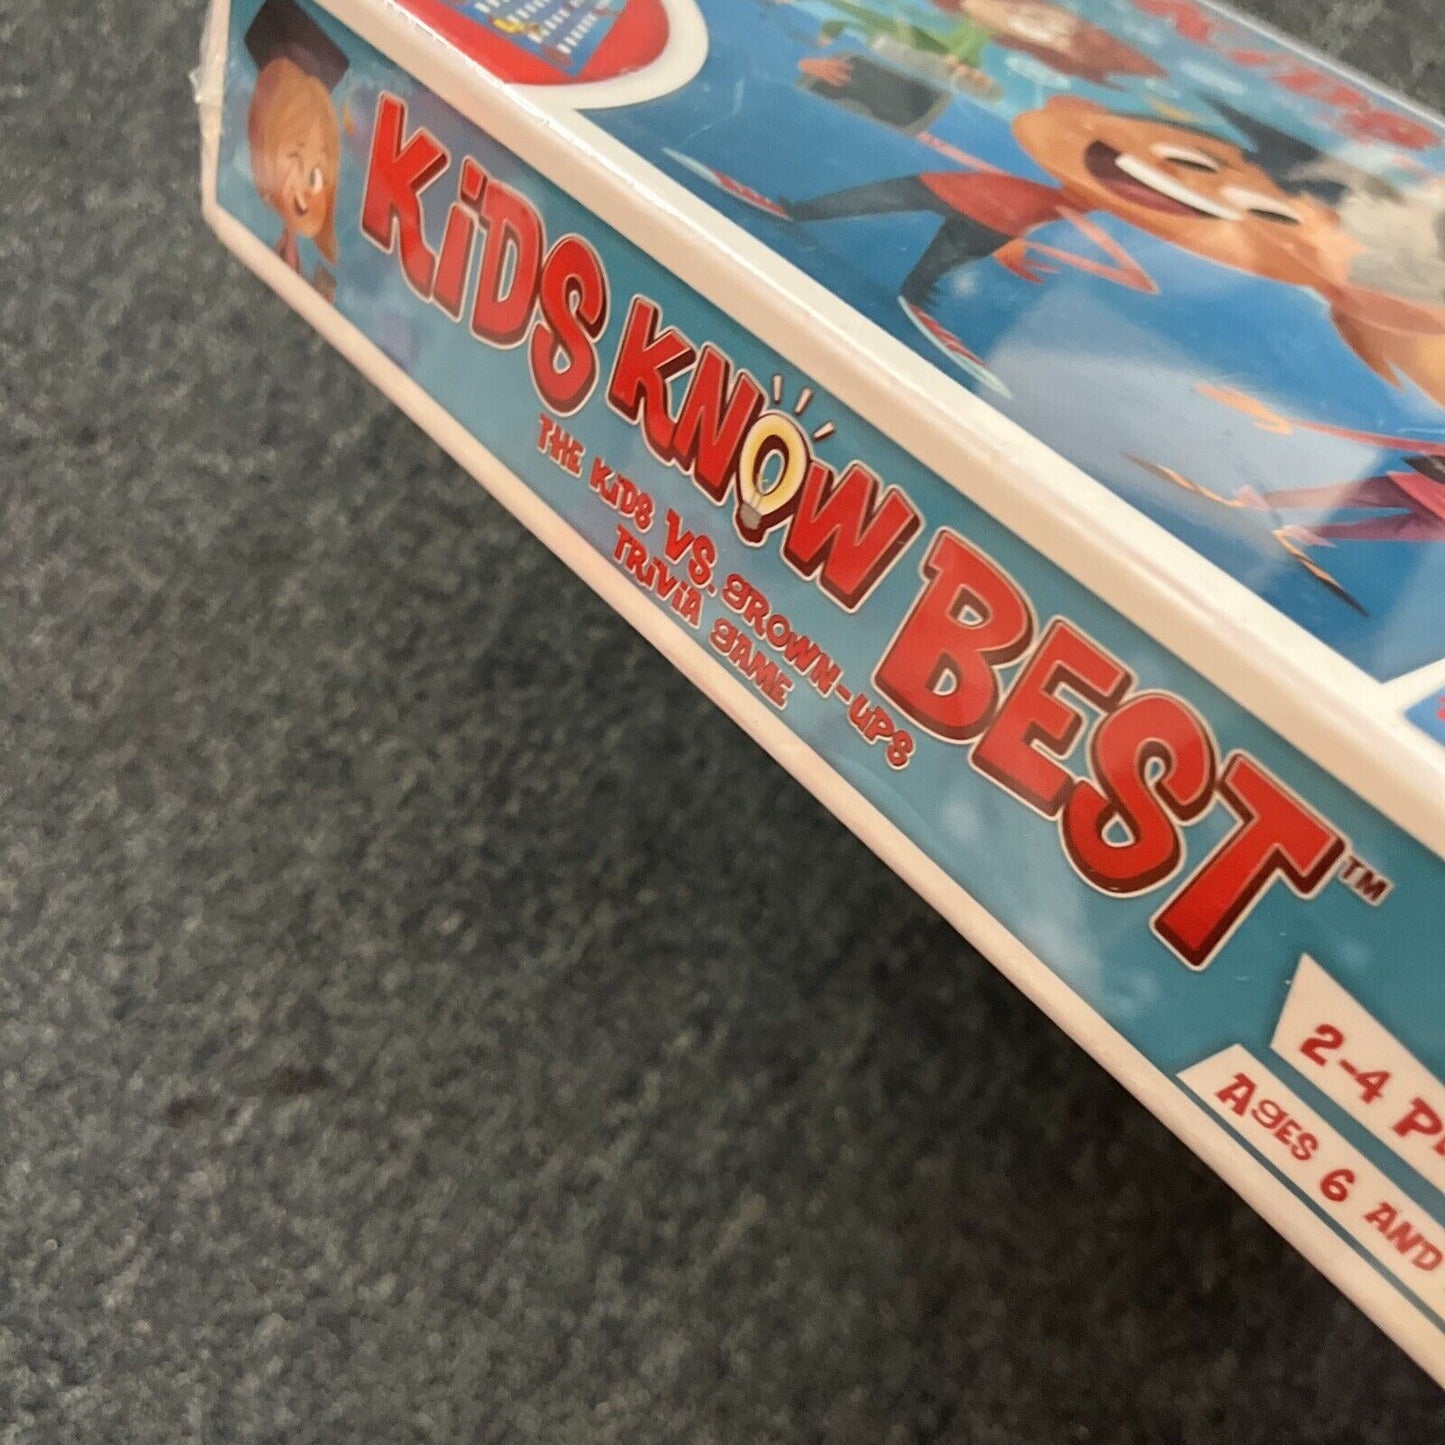 KiDS KNOW BEST™
THE KiDS VS. GROWN-UPS
TRiViA GAME
2-4
AGES 6 AND